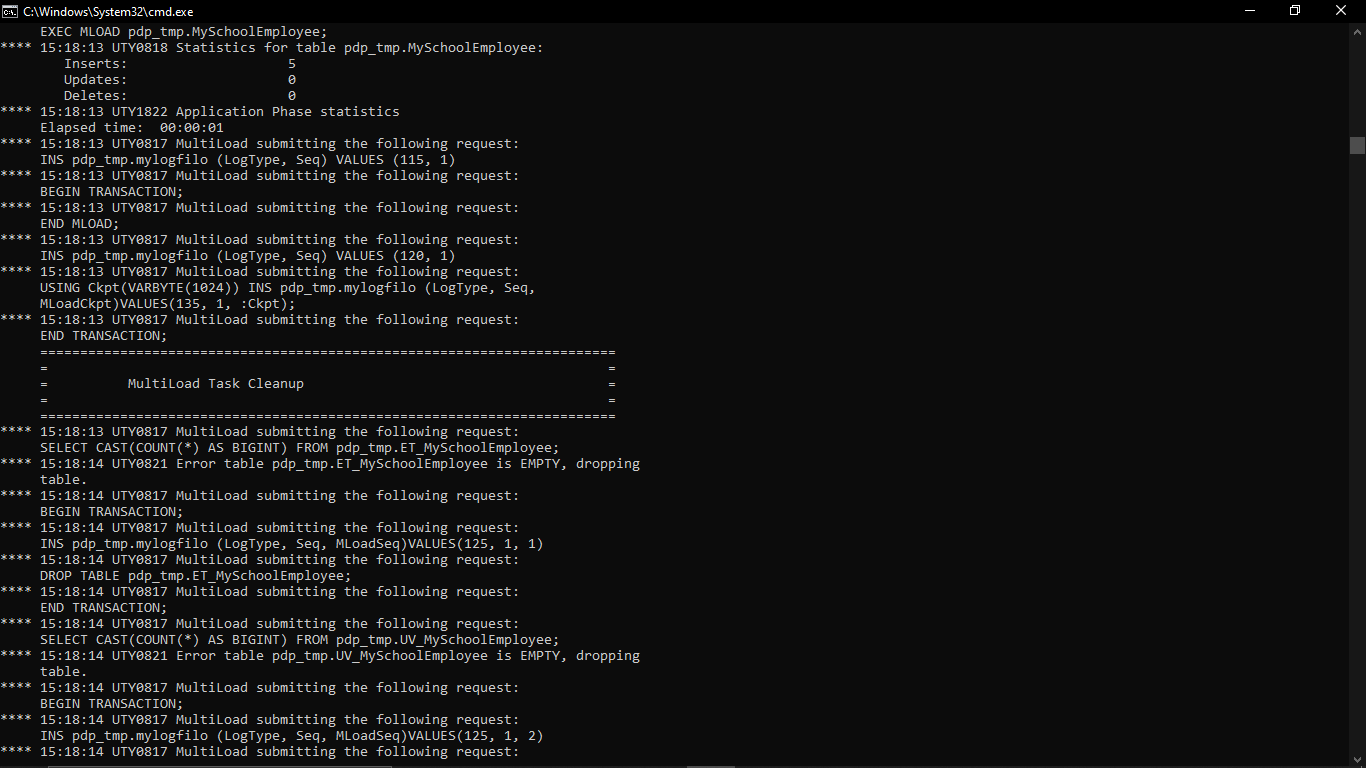 C:\Windows\System32\cmd.exe
EXEC MLOAD pdp_tmp.MySchoolEmployee;
**** 15:18:13 UTY0818 Statistics for table pdp_tmp.MySchoolEmployee:
Inserts: 5
Updates: 0
Deletes: 0
**** 15:18:13 UTY1822 Application Phase statistics
Elapsed time: 00:00:01
**** 15:18:13 UTY0817 MultiLoad submitting the following request:
INS pdp_tmp.mylogfilo (LogType, Seq) VALUES (115, 1)
**** 15:18:13 UTY0817 MultiLoad submitting the following request:
BEGIN TRANSACTION;
**** 15:18:13 UTY0817 MultiLoad submitting the following request:
END MLOAD;
**** 15:18:13 UTY0817 MultiLoad submitting the following request:
INS pdp_tmp.mylogfilo (LogType, Seq) VALUES (120, 1)
**** 15:18:13 UTY0817 MultiLoad submitting the following request:
USING Ckpt(VARBYTE(1024)) INS pdp_tmp.mylogfilo (LogType, Seq,
MLoadCkpt)VALUES(135, 1, :Ckpt);
**** 15:18:13 UTY0817 MultiLoad submitting the following request:
END TRANSACTION;
========================================================================
= =
= MultiLoad Task Cleanup =
= =
========================================================================
**** 15:18:13 UTY0817 MultiLoad submitting the following request:
SELECT CAST(COUNT(*) AS BIGINT) FROM pdp_tmp.ET_MySchoolEmployee;
**** 15:18:14 UTY0821 Error table pdp_tmp.ET_MySchoolEmployee is EMPTY, dropping
table.
**** 15:18:14 UTY0817 MultiLoad submitting the following request:
BEGIN TRANSACTION;
**** 15:18:14 UTY0817 MultiLoad submitting the following request:
INS pdp_tmp.mylogfilo (LogType, Seq, MLoadSeq)VALUES(125, 1, 1)
**** 15:18:14 UTY0817 MultiLoad submitting the following request:
DROP TABLE pdp_tmp.ET_MySchoolEmployee;
**** 15:18:14 UTY0817 MultiLoad submitting the following request:
END TRANSACTION;
**** 15:18:14 UTY0817 MultiLoad submitting the following request:
SELECT CAST(COUNT(*) AS BIGINT) FROM pdp_tmp.UV_MySchoolEmployee;
**** 15:18:14 UTY0821 Error table pdp_tmp.UV_MySchoolEmployee is EMPTY, dropping
table.
**** 15:18:14 UTY0817 MultiLoad submitting the following request:
BEGIN TRANSACTION;
**** 15:18:14 UTY0817 MultiLoad submitting the following request:
INS pdp_tmp.mylogfilo (LogType, Seq, MLoadSeq)VALUES(125, 1, 2)
**** 15:18:14 UTY0817 MultiLoad submitting the following request: